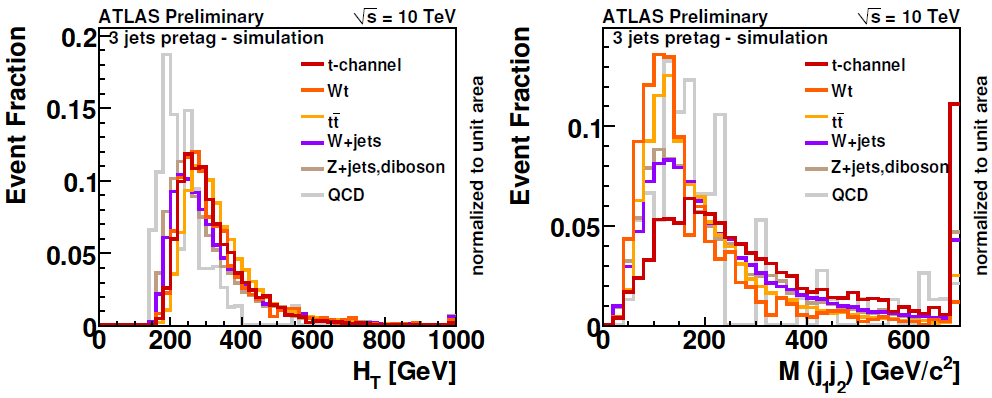 ATLAS Preliminary √s = 10 TeV
3 jets pretag - simulation
Event Fraction
0.2
0.15
0.1
0.05
0
t-channel
Wt
tt̄
W+jets
Z+jets,diboson
QCD
normalized to unit area
0 200 400 600 800 1000
H_T [GeV]
ATLAS Preliminary √s = 10 TeV
3 jets pretag - simulation
Event Fraction
0.1
0.05
0
t-channel
Wt
tt̄
W+jets
Z+jets,diboson
QCD
normalized to unit area
0 200 400 600
M (j₁j₂) [GeV/c²]